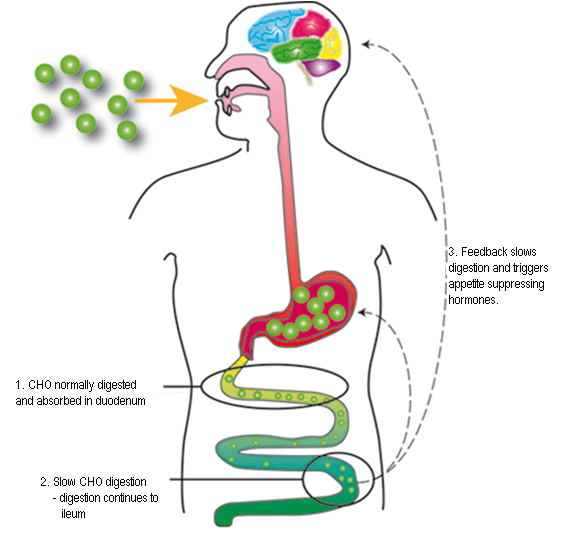 3. Feedback slows
digestion and triggers
appetite suppressing
hormones.
1. CHO normally digested
and absorbed in duodenum
2. Slow CHO digestion
- digestion continues to
ileum